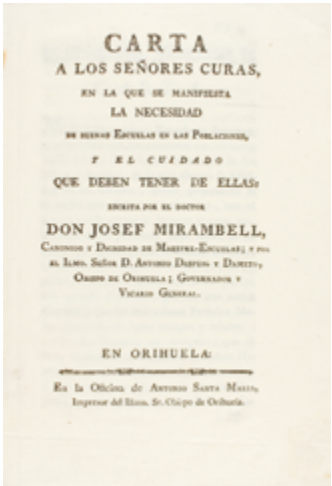 CARTA
A LOS SEÑORES CURAS,
EN LA QUE SE MANIFIESTA
LA NECESIDAD
DE BUENAS ESCUELAS EN LAS POBLACIONES,
Y EL CUIDADO
QUE DEBEN TENER DE ELLAS:
ESCRITA POR EL DOCTOR
DON JOSEF MIRAMBELL,
CANONIGO Y DIGNIDAD DE MAESTRE-ESCUELAS; Y POR
EL ILMO. SEÑOR D. ANTONIO DESPUIG Y DAMETO,
OBISPO DE ORIHUELA; GOVERNADOR Y
VICARIO GENERAL.
EN ORIHUELA:
En la Oficina de ANTONIO SANTA MARIA,
Impresor del Ilmo. Sr. Obispo de Orihuela.